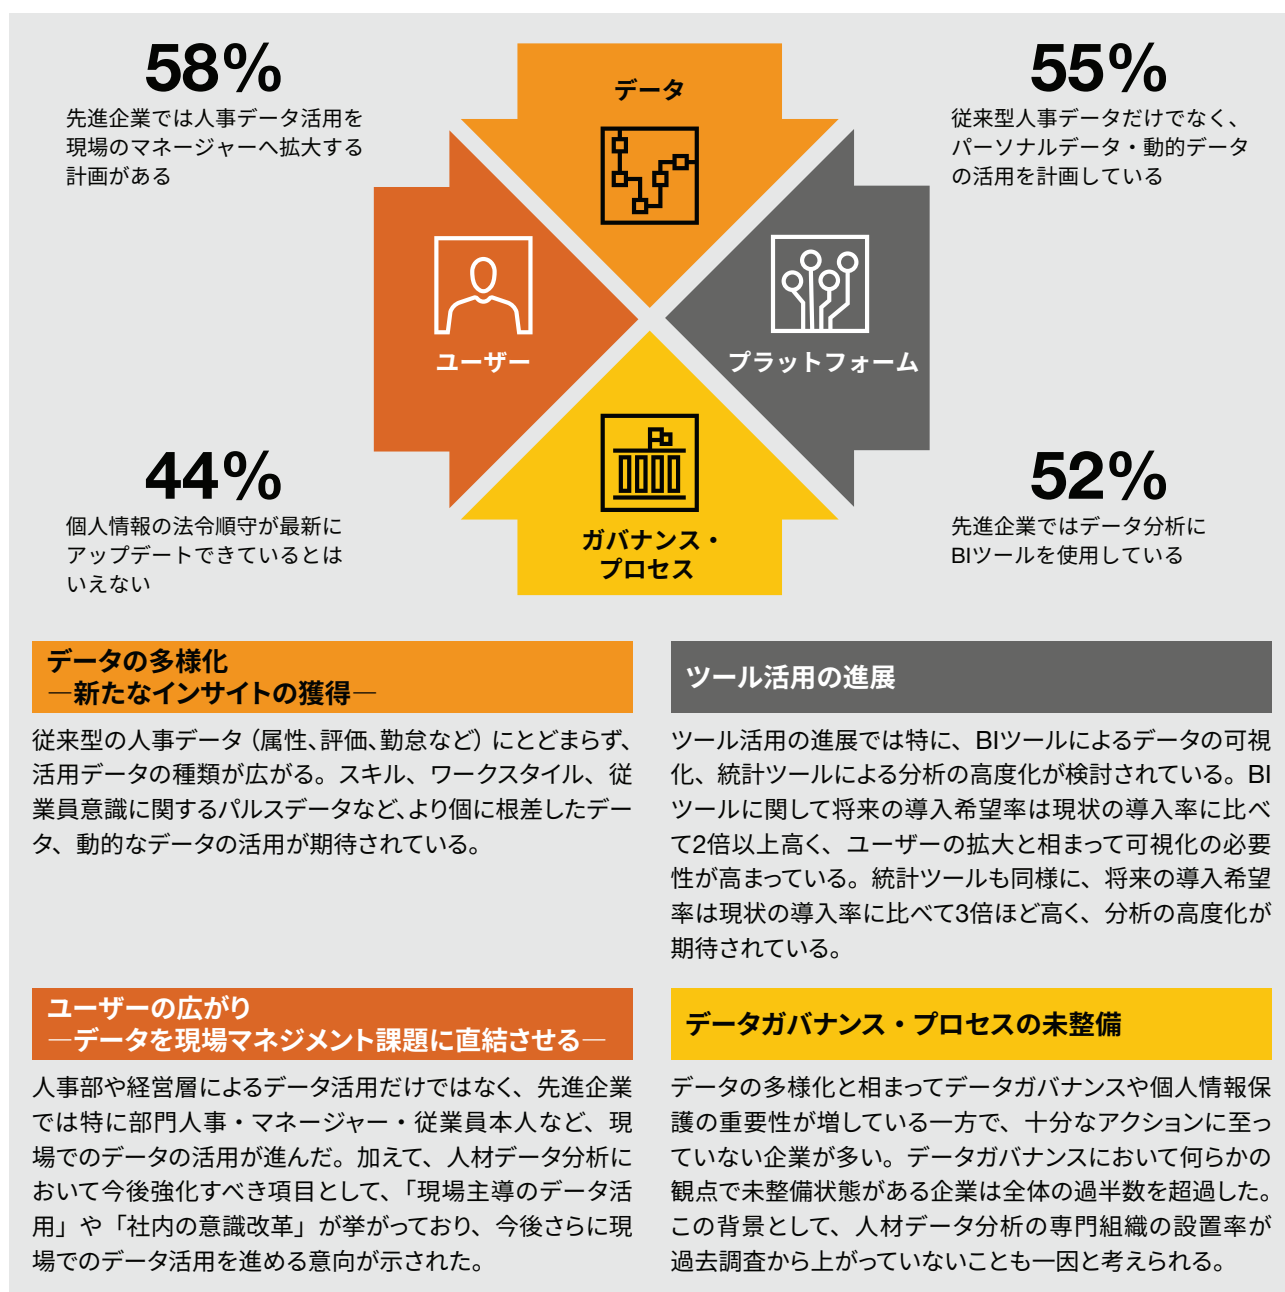 58%
先進企業では人事データ活用を
現場のマネージャーへ拡大する
計画がある
データ
55%
従来型人事データだけでなく、
パーソナルデータ・動的データ
の活用を計画している
ユーザー
プラットフォーム
44%
個人情報の法令順守が最新に
アップデートできているとは
いえない
ガバナンス・
プロセス
52%
先進企業ではデータ分析に
BIツールを使用している
データの多様化
―新たなインサイトの獲得―
従来型の人事データ（属性、評価、勤怠など）にとどまらず、
活用データの種類が広がる。スキル、ワークスタイル、従
業員意識に関するパルスデータなど、より個に根差したデー
タ、動的なデータの活用が期待されている。
ツール活用の進展
ツール活用の進展では特に、BIツールによるデータの可視
化、統計ツールによる分析の高度化が検討されている。BI
ツールに関して将来の導入希望率は現状の導入率に比べ
て2倍以上高く、ユーザーの拡大と相まって可視化の必要
性が高まっている。統計ツールも同様に、将来の導入希望
率は現状の導入率に比べて3倍ほど高く、分析の高度化が
期待されている。
ユーザーの広がり
―データを現場マネジメント課題に直結させる―
人事部や経営層によるデータ活用だけではなく、先進企業
では特に部門人事・マネージャー・従業員本人など、現
場でのデータの活用が進んだ。加えて、人材データ分析に
おいて今後強化すべき項目として、「現場主導のデータ活
用」や「社内の意識改革」が挙がっており、今後さらに現
場でのデータ活用を進める意向が示された。
データガバナンス・プロセスの未整備
データの多様化と相まってデータガバナンスや個人情報保
護の重要性が増している一方で、十分なアクションに至っ
ていない企業が多い。データガバナンスにおいて何らかの
観点で未整備状態がある企業は全体の過半数を超過した。
この背景として、人材データ分析の専門組織の設置率が
過去調査から上がっていないことも一因と考えられる。